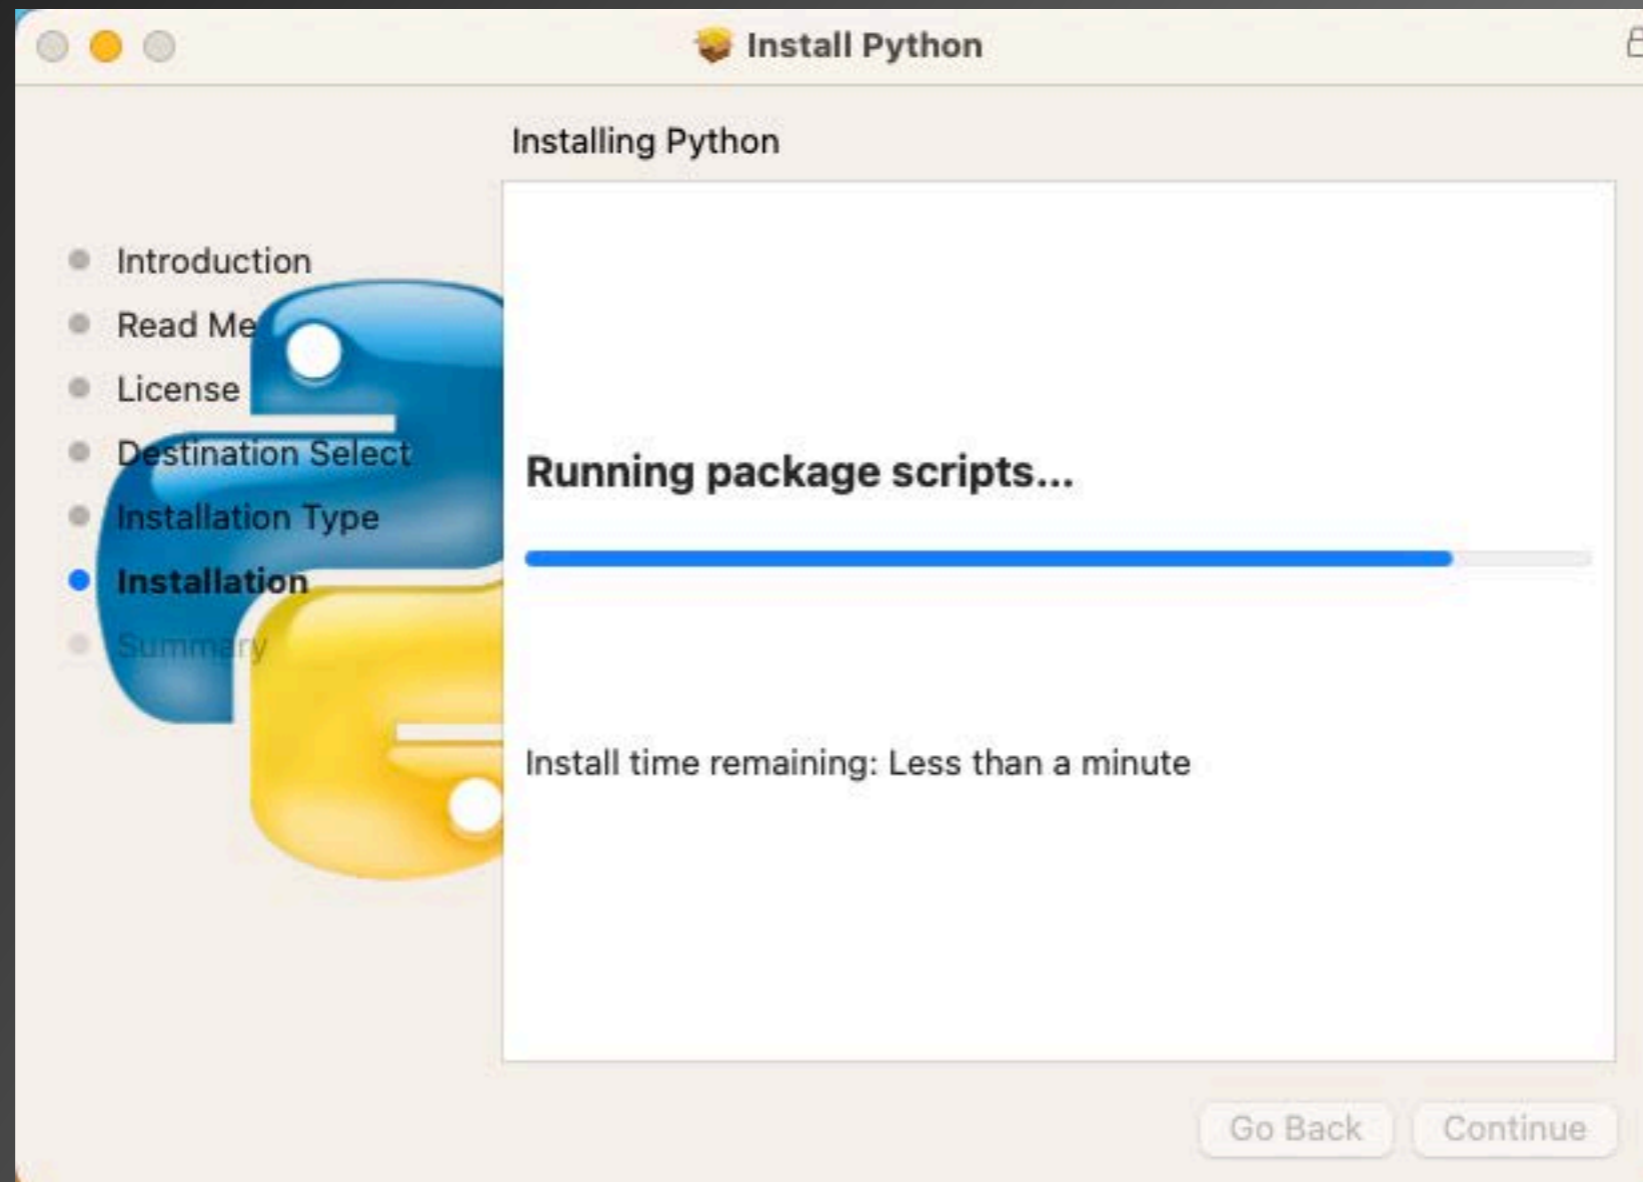 Install Python
Installing Python
Introduction
Read Me
License
Destination Select
Installation Type
Installation
Summary
Running package scripts...
Install time remaining: Less than a minute
Go Back
Continue